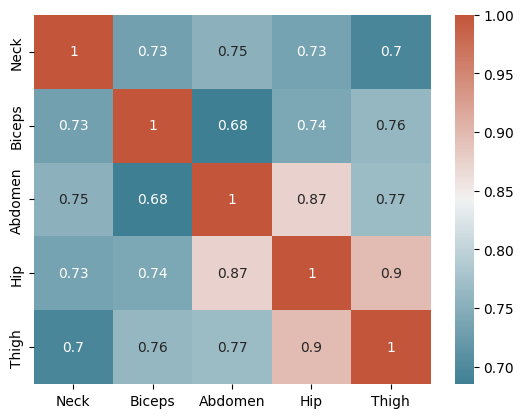 Neck 1 0.73 0.75 0.73 0.7
Biceps 0.73 1 0.68 0.74 0.76
Abdomen 0.75 0.68 1 0.87 0.77
Hip 0.73 0.74 0.87 1 0.9
Thigh 0.7 0.76 0.77 0.9 1
Neck Biceps Abdomen Hip Thigh
1.00
0.95
0.90
0.85
0.80
0.75
0.70